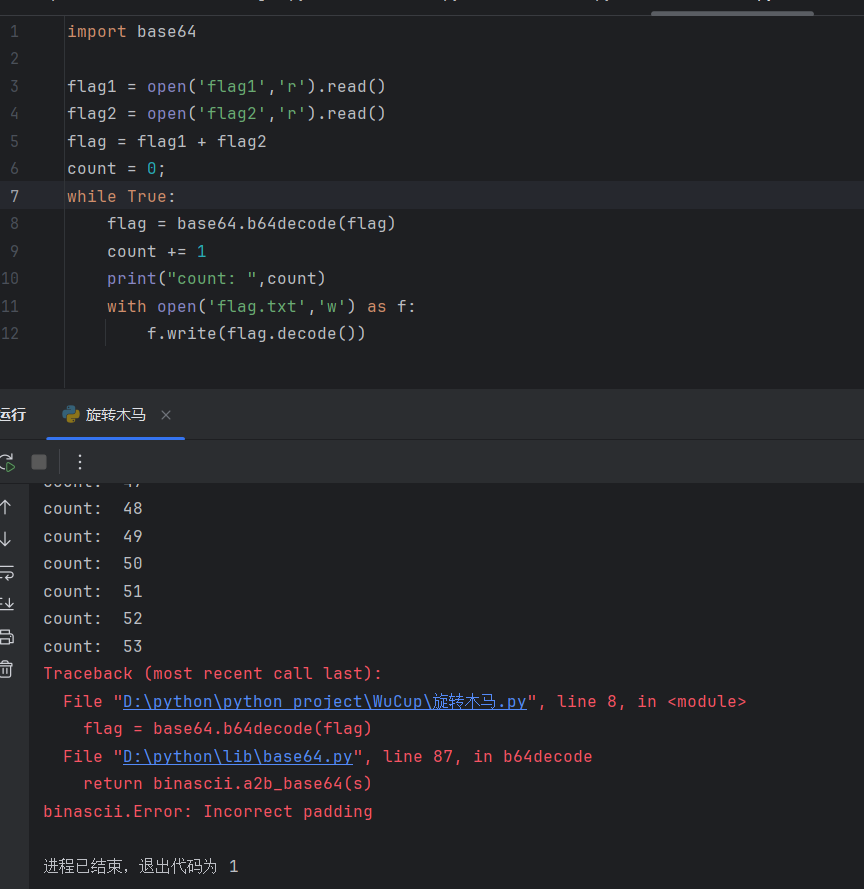 1 import base64
2
3 flag1 = open('flag1','r').read()
4 flag2 = open('flag2','r').read()
5 flag = flag1 + flag2
6 count = 0;
7 while True:
8 flag = base64.b64decode(flag)
9 count += 1
10 print("count: ",count)
11 with open('flag.txt','w') as f:
12 f.write(flag.decode())
运行 旋转木马
count: 47
count: 48
count: 49
count: 50
count: 51
count: 52
count: 53
Traceback (most recent call last):
File "D:\python\python project\WuCup\旋转木马.py", line 8, in <module>
flag = base64.b64decode(flag)
File "D:\python\lib\base64.py", line 87, in b64decode
return binascii.a2b_base64(s)
binascii.Error: Incorrect padding
进程已结束，退出代码为 1